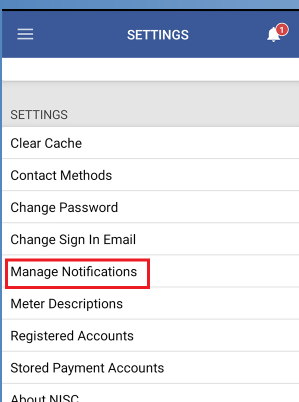 SETTINGS
1
SETTINGS
Clear Cache
Contact Methods
Change Password
Change Sign In Email
Manage Notifications
Meter Descriptions
Registered Accounts
Stored Payment Accounts
About NISC